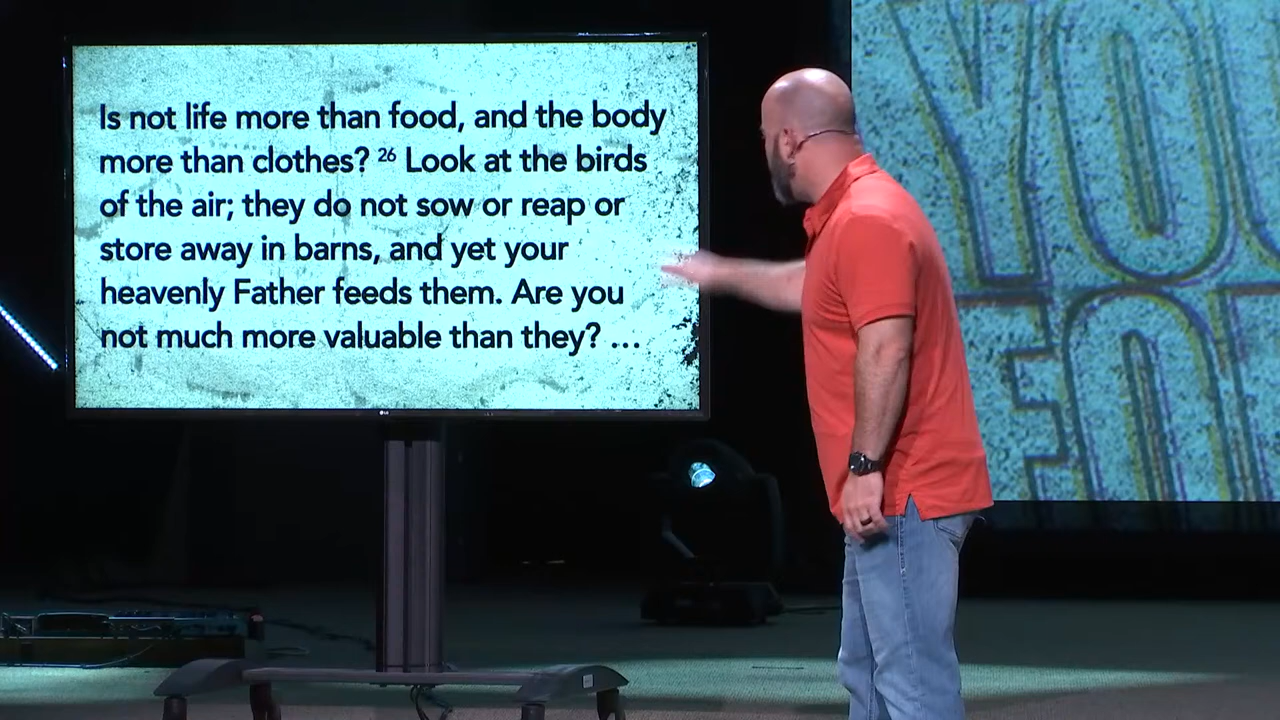 Is not life more than food, and the body
more than clothes? 26 Look at the birds
of the air; they do not sow or reap or
store away in barns, and yet your
heavenly Father feeds them. Are you
not much more valuable than they? ...
LG